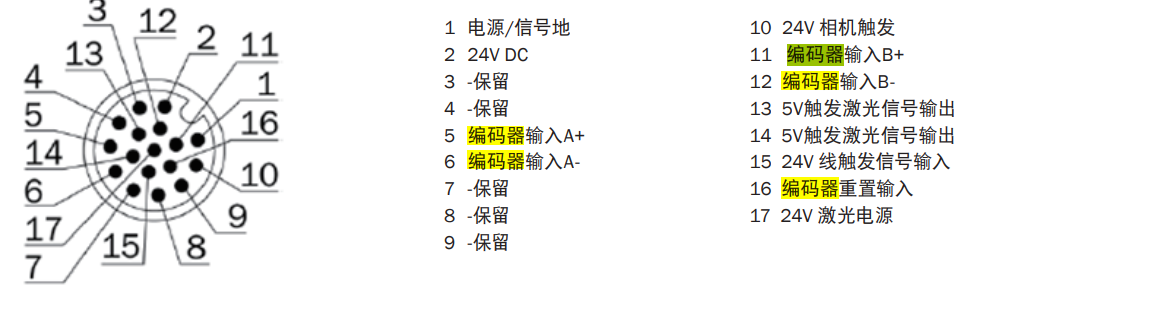 3
12
2
13
11
4
1
5
16
14
6
10
17
9
15
8
7
1 电源/信号地
2 24V DC
3 -保留
4 -保留
5 编码器输入A+
6 编码器输入A-
7 -保留
8 -保留
9 -保留
10 24V 相机触发
11 编码器输入B+
12 编码器输入B-
13 5V触发激光信号输出
14 5V触发激光信号输出
15 24V 线触发信号输入
16 编码器重置输入
17 24V 激光电源